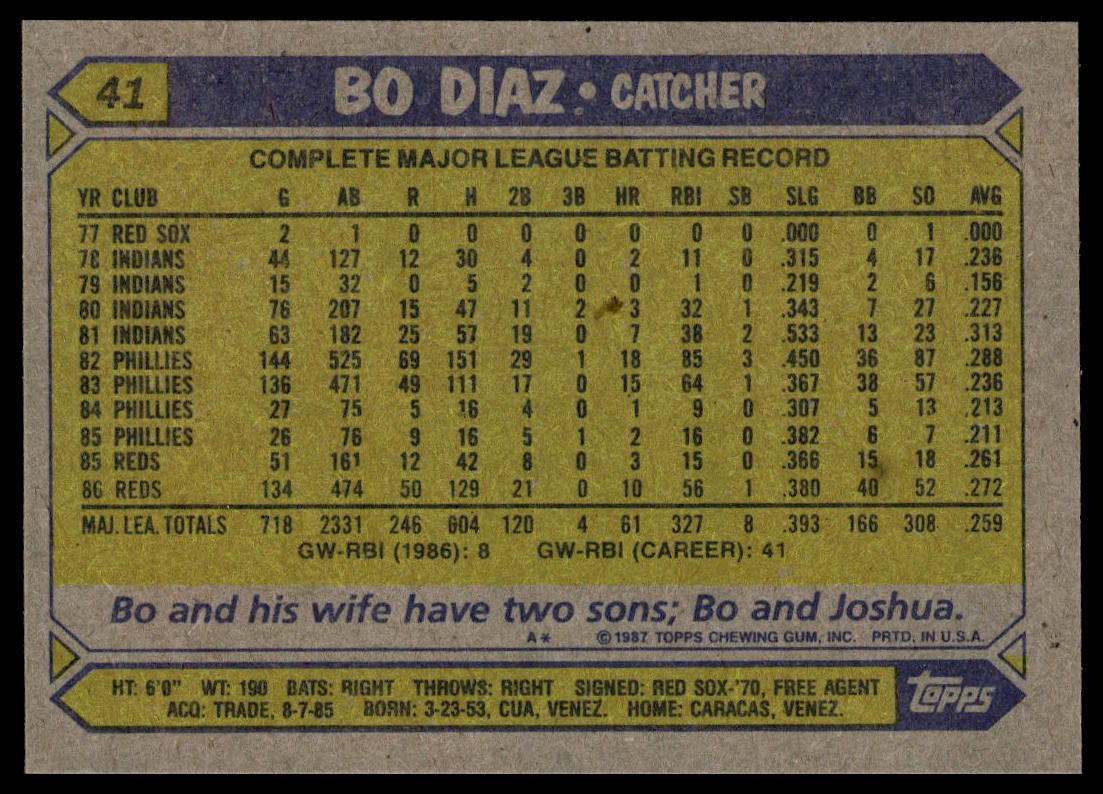 41
BO DIAZ • CATCHER
COMPLETE MAJOR LEAGUE BATTING RECORD
YR CLUB G AB R H 2B 3B HR RBI SB SLG BB SO AVG
77 RED SOX 2 1 0 0 0 0 0 0 0 .000 0 1 .000
78 INDIANS 44 127 12 30 4 0 2 11 0 .315 4 17 .236
79 INDIANS 15 32 0 5 2 0 0 1 0 .219 2 6 .156
80 INDIANS 76 207 15 47 11 2 3 32 1 .343 7 27 .227
81 INDIANS 63 182 25 57 19 0 7 38 2 .533 13 23 .313
82 PHILLIES 144 525 69 151 29 1 18 85 3 .450 36 87 .288
83 PHILLIES 136 471 49 111 17 0 15 64 1 .367 38 57 .236
84 PHILLIES 27 75 5 16 4 0 1 9 0 .307 5 13 .213
85 PHILLIES 26 76 9 16 5 1 2 16 0 .382 6 7 .211
85 REDS 51 161 12 42 8 0 3 15 0 .366 15 18 .261
86 REDS 134 474 50 129 21 0 10 56 1 .380 40 52 .272
MAJ. LEA. TOTALS 718 2331 246 604 120 4 61 327 8 .393 166 308 .259
GW-RBI (1986): 8 GW-RBI (CAREER): 41
Bo and his wife have two sons; Bo and Joshua.
A* ©1987 TOPPS CHEWING GUM, INC. PRTD. IN U.S.A.
HT: 6'0" WT: 190 BATS: RIGHT THROWS: RIGHT SIGNED: RED SOX-'70, FREE AGENT
ACQ: TRADE, 8-7-85 BORN: 3-23-53, CUA, VENEZ. HOME: CARACAS, VENEZ.
topps